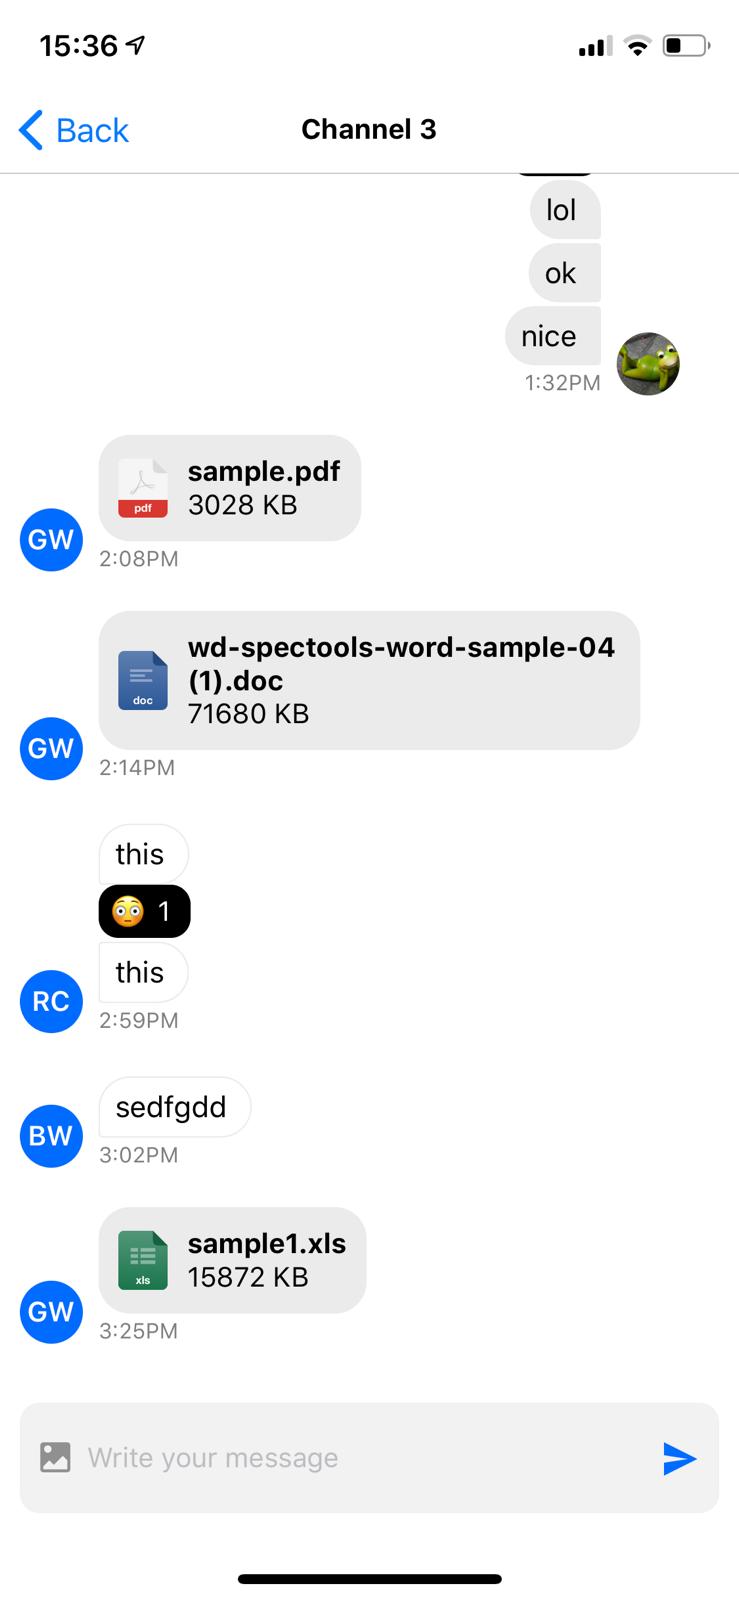 15:36
Back
Channel 3
lol
ok
nice
1:32PM
pdf
sample.pdf
3028 KB
GW
2:08PM
doc
wd-spectools-word-sample-04
(1).doc
71680 KB
GW
2:14PM
this
😳 1
this
RC
2:59PM
sedfgdd
BW
3:02PM
xls
sample1.xls
15872 KB
GW
3:25PM
Write your message